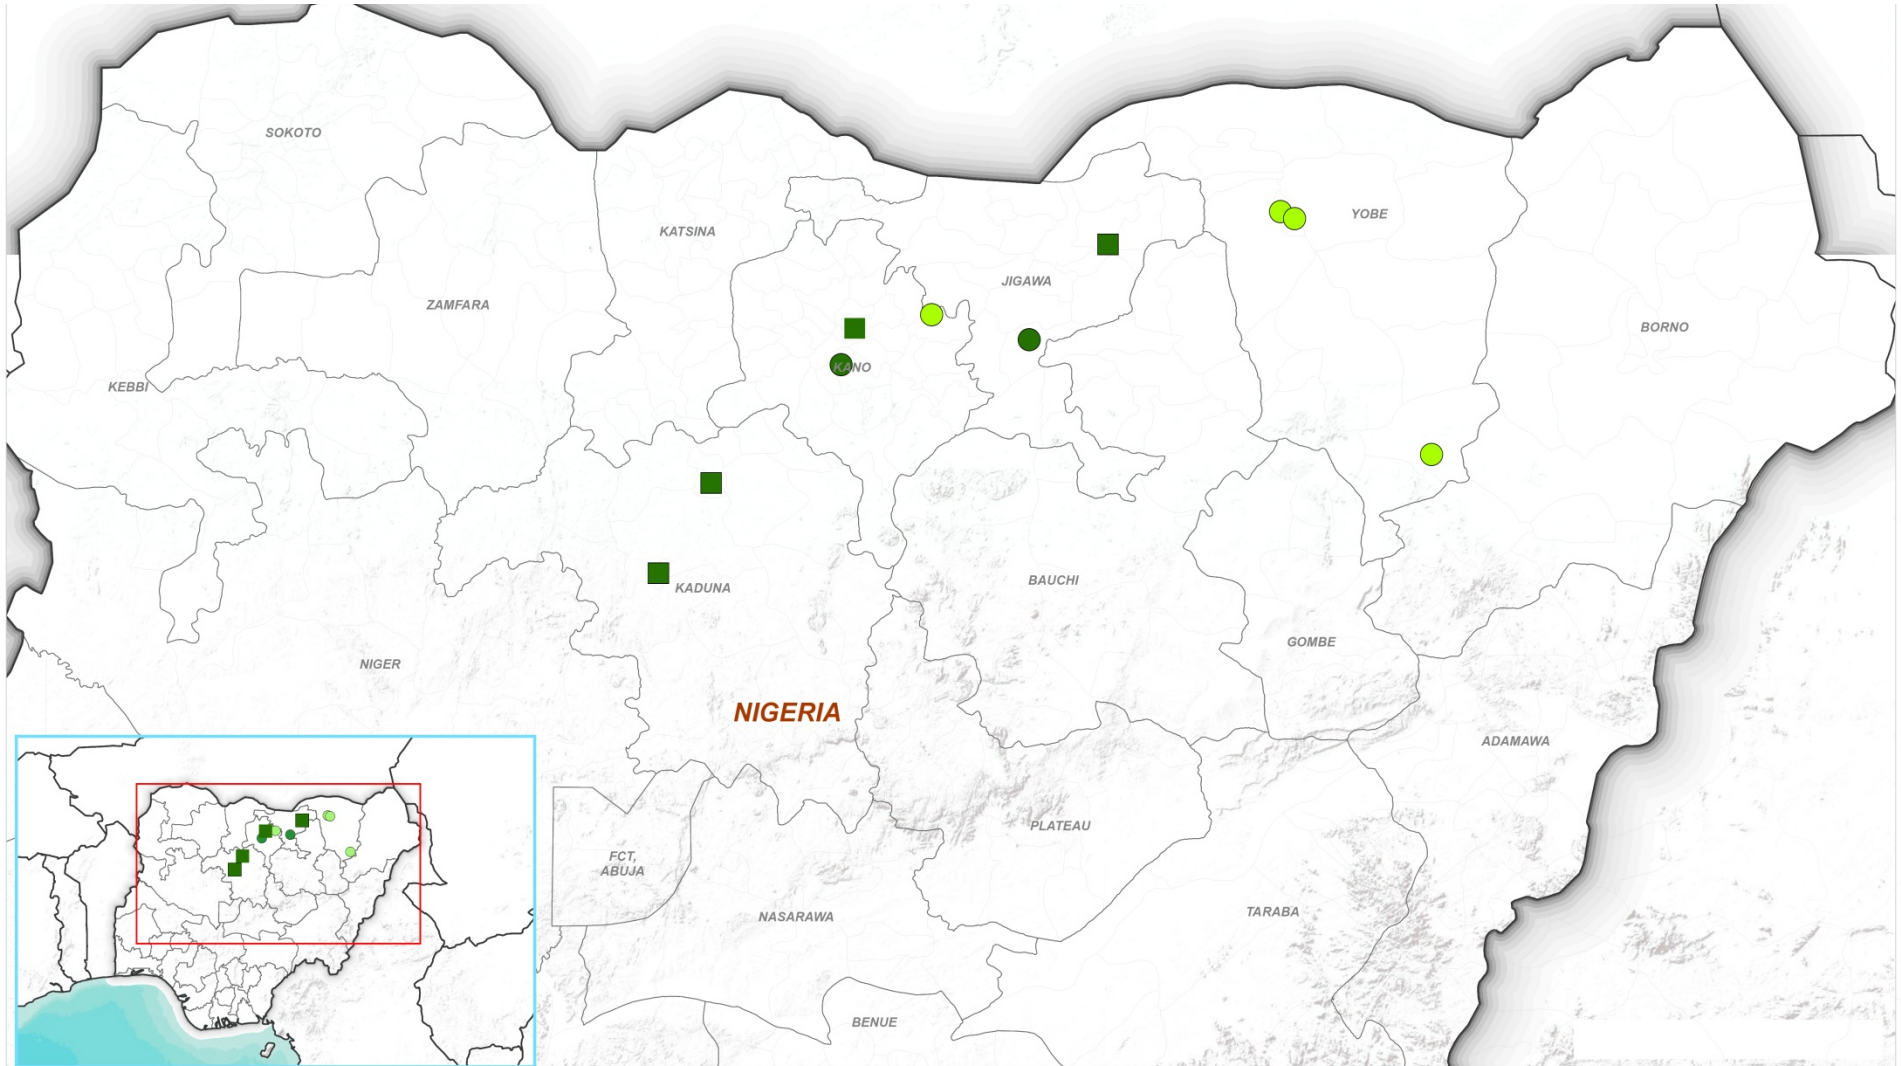 SOKOTO
YOBE
KATSINA
JIGAWA
ZAMFARA
BORNO
KANO
KEBBI
BAUCHI
KADUNA
GOMBE
NIGER
NIGERIA
ADAMAWA
PLATEAU
FCT,
ABUJA
TARABA
NASARAWA
BENUE